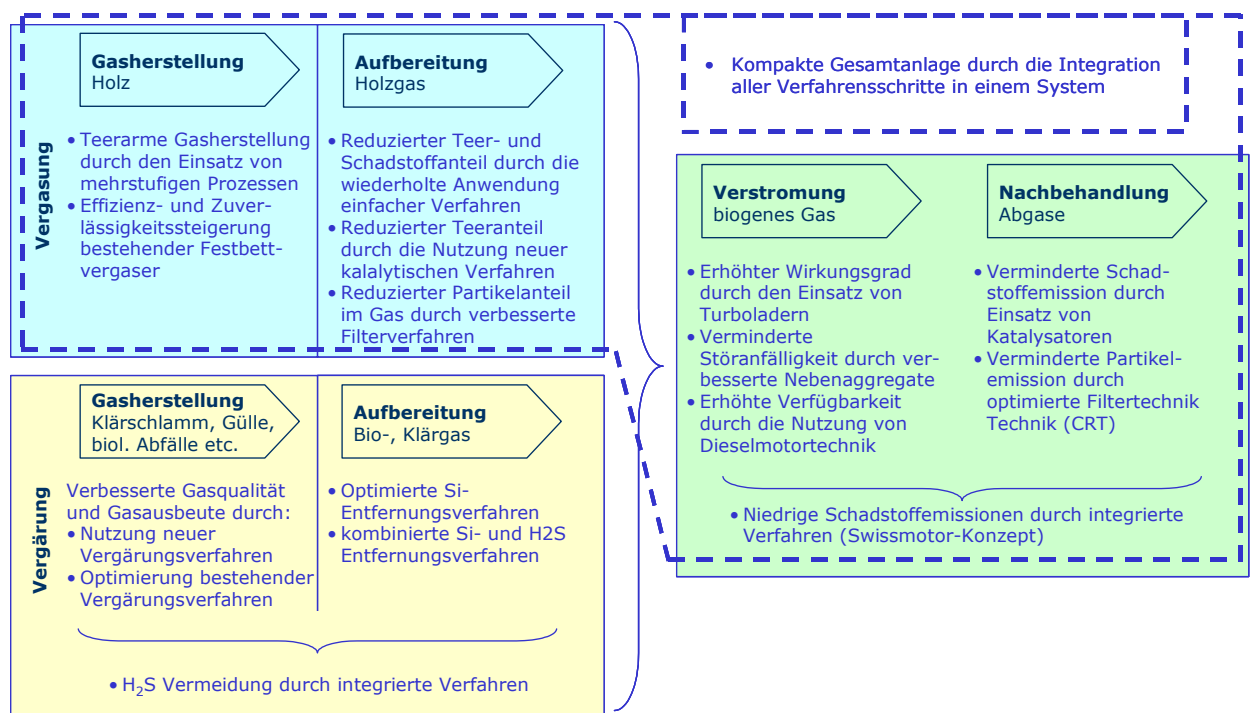 Gasherstellung
Holz
Aufbereitung
Holzgas
Vergasung
• Teerarme Gasherstellung
durch den Einsatz von
mehrstufigen Prozessen
• Effizienz- und Zuver-
lässigkeitssteigerung
bestehender Festbett-
vergaser
• Reduzierter Teer- und
Schadstoffanteil durch die
wiederholte Anwendung
einfacher Verfahren
• Reduzierter Teeranteil
durch die Nutzung neuer
kalalytischen Verfahren
• Reduzierter Partikelanteil
im Gas durch verbesserte
Filterverfahren
Gasherstellung
Klärschlamm, Gülle,
biol. Abfälle etc.
Aufbereitung
Bio-, Klärgas
Vergärung
Verbesserte Gasqualität
und Gasausbeute durch:
• Nutzung neuer
Vergärungsverfahren
• Optimierung bestehender
Vergärungsverfahren
• Optimierte Si-
Entfernungsverfahren
• kombinierte Si- und H2S
Entfernungsverfahren
• H₂S Vermeidung durch integrierte Verfahren
• Kompakte Gesamtanlage durch die Integration
aller Verfahrensschritte in einem System
Verstromung
biogenes Gas
Nachbehandlung
Abgase
• Erhöhter Wirkungsgrad
durch den Einsatz von
Turboladern
• Verminderte
Störanfälligkeit durch ver-
besserte Nebenaggregate
• Erhöhte Verfügbarkeit
durch die Nutzung von
Dieselmotortechnik
• Verminderte Schad-
stoffemission durch
Einsatz von
Katalysatoren
• Verminderte Partikel-
emission durch
optimierte Filtertechnik
Technik (CRT)
• Niedrige Schadstoffemissionen durch integrierte
Verfahren (Swissmotor-Konzept)